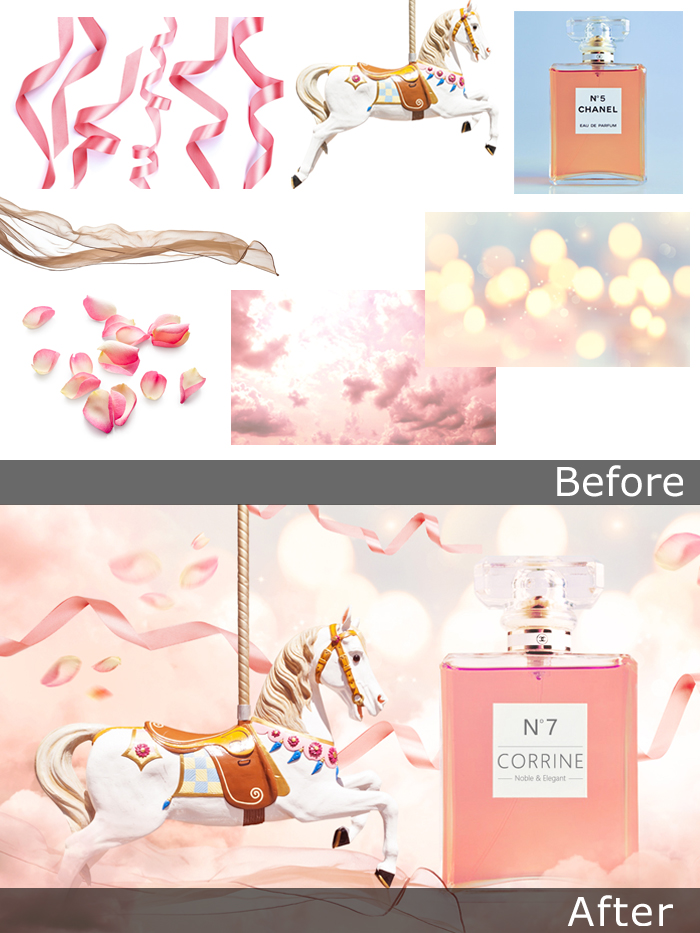 N°5
CHANEL
EAU DE PARFUM
Before
N°7
CORRINE
Noble & Elegant
After